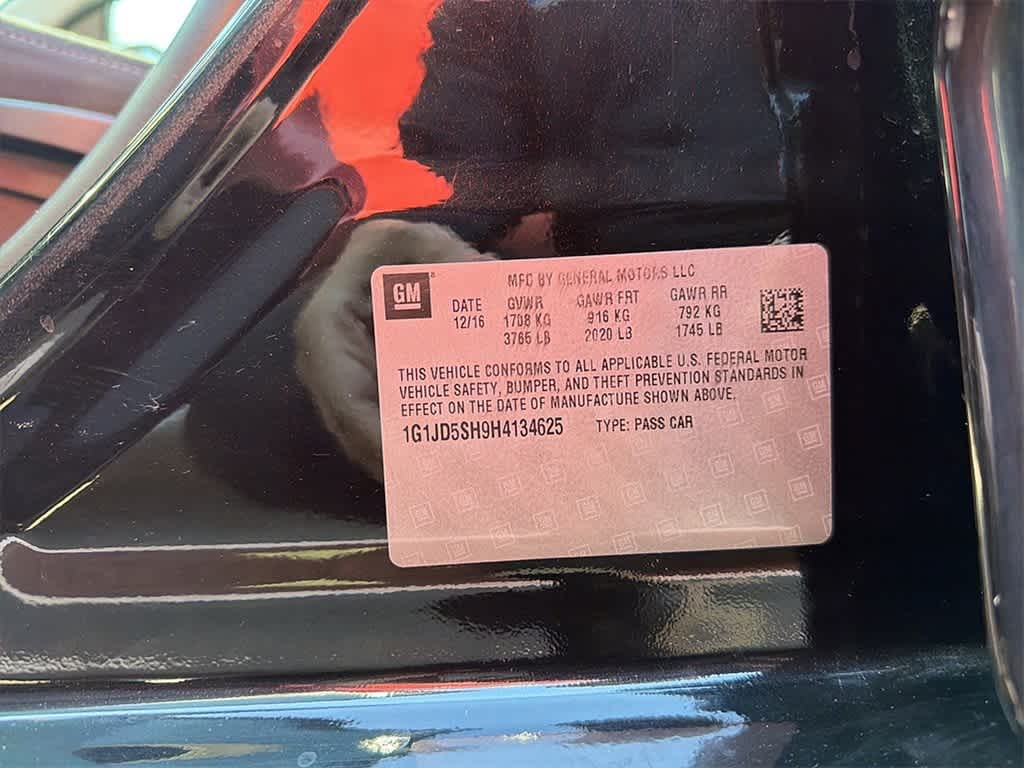 GM
MFG BY GENERAL MOTORS LLC
DATE GVWR GAWR FRT GAWR RR
12/16 1708 KG 916 KG 792 KG
3765 LB 2020 LB 1745 LB
THIS VEHICLE CONFORMS TO ALL APPLICABLE U.S. FEDERAL MOTOR
VEHICLE SAFETY, BUMPER, AND THEFT PREVENTION STANDARDS IN
EFFECT ON THE DATE OF MANUFACTURE SHOWN ABOVE.
1G1JD5SH9H4134625 TYPE: PASS CAR